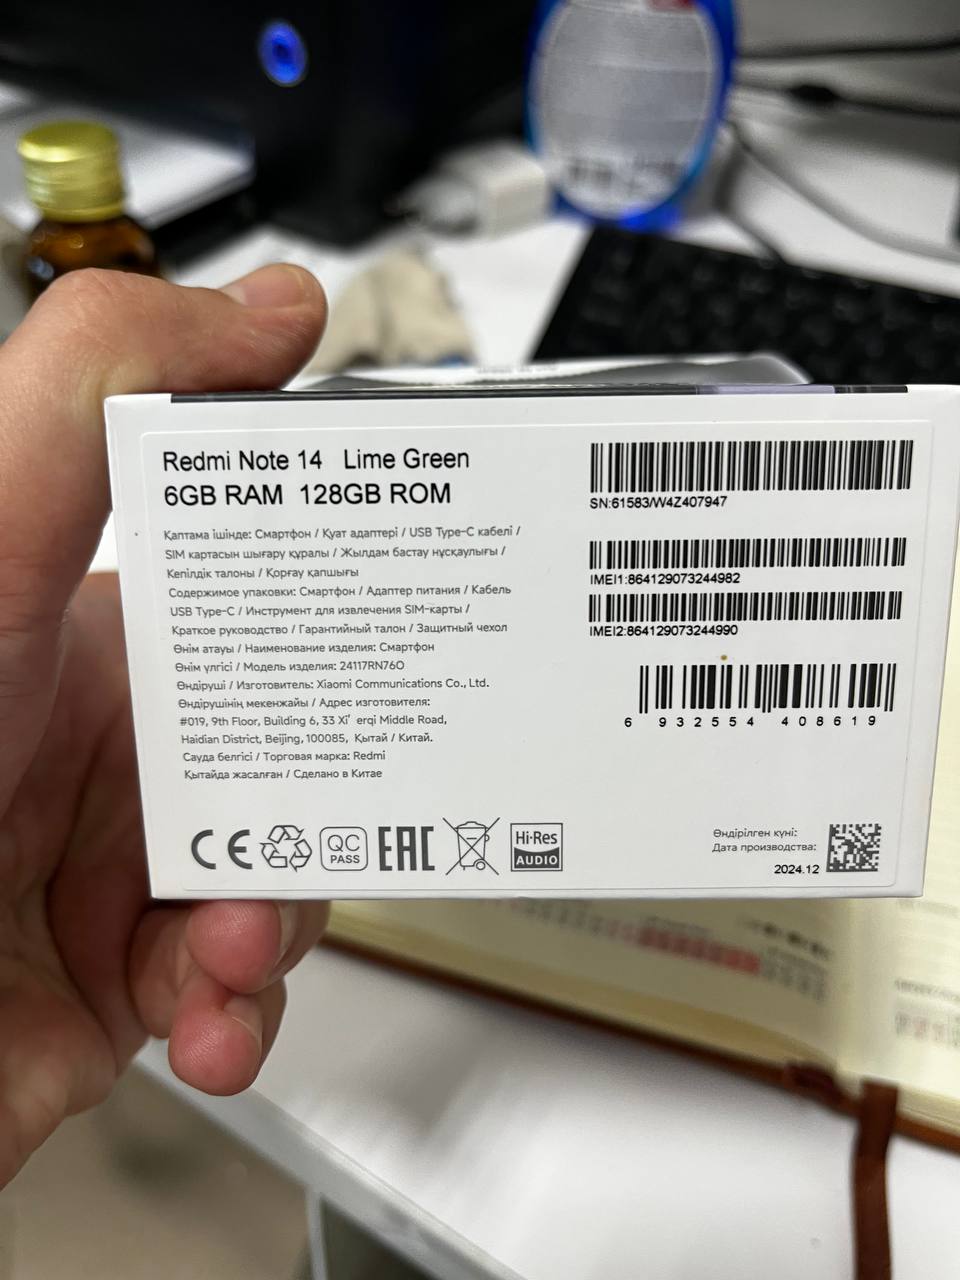 Redmi Note 14 Lime Green
6GB RAM 128GB ROM
Қаптама ішінде: Смартфон / Қуат адаптері / USB Type-C кабелі /
SIM картасын шығару құралы / Жылдам бастау нұсқаулығы /
Кепілдік талоны / Қорғау қапшығы
Содержимое упаковки: Смартфон / Адаптер питания / Кабель
USB Type-C / Инструмент для извлечения SIM-карты /
Краткое руководство / Гарантийный талон / Защитный чехол
Өнім атауы / Наименование изделия: Смартфон
Өнім үлгісі / Модель изделия: 24117RN76O
Өндіруші / Изготовитель: Xiaomi Communications Co., Ltd.
Өндірушінің мекенжайы / Адрес изготовителя:
#019, 9th Floor, Building 6, 33 Xi' erqi Middle Road,
Haidian District, Beijing, 100085, Қытай / Китай.
Сауда белгісі / Торговая марка: Redmi
Қытайда жасалған / Сделано в Китае
SN:61583/W4Z407947
IMEI1:864129073244982
IMEI2:864129073244990
6 932554 408619
CE
QC
PASS
EAC
Hi-Res
AUDIO
Өндірілген күні:
Дата производства:
2024.12